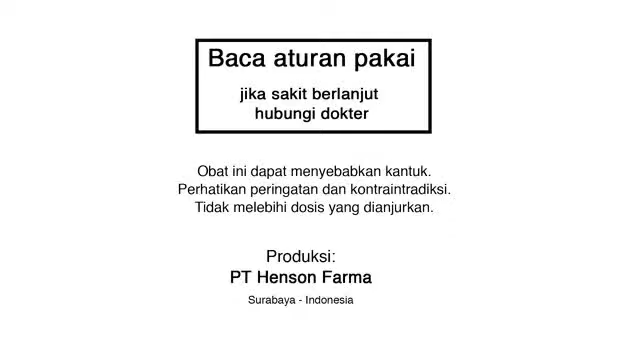 Baca aturan pakai
jika sakit berlanjut
hubungi dokter
Obat ini dapat menyebabkan kantuk.
Perhatikan peringatan dan kontraintradiksi.
Tidak melebihi dosis yang dianjurkan.
Produksi:
PT Henson Farma
Surabaya - Indonesia